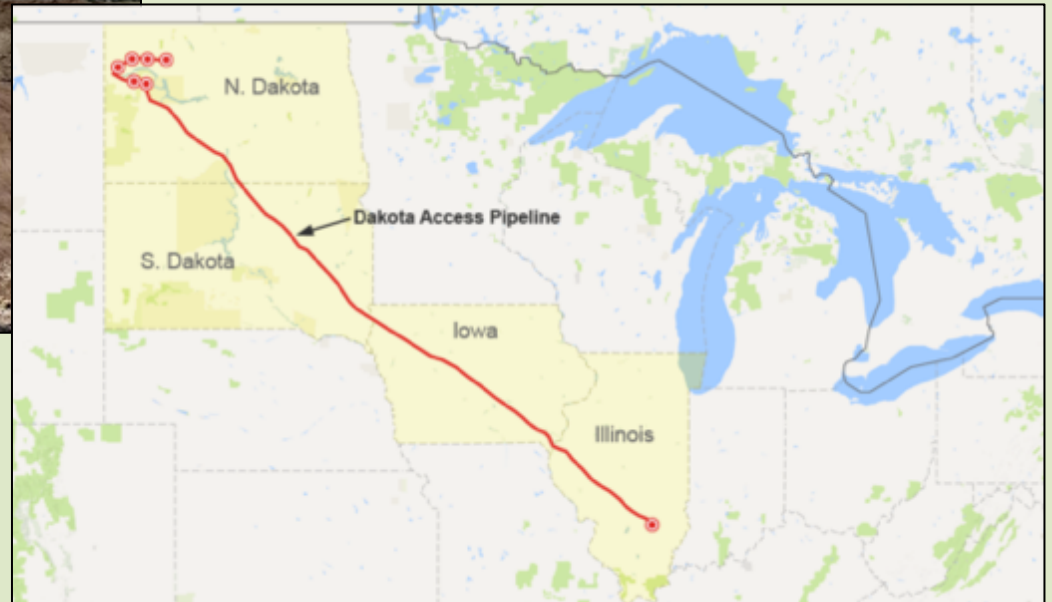 N. Dakota
Dakota Access Pipeline
S. Dakota
Iowa
Illinois